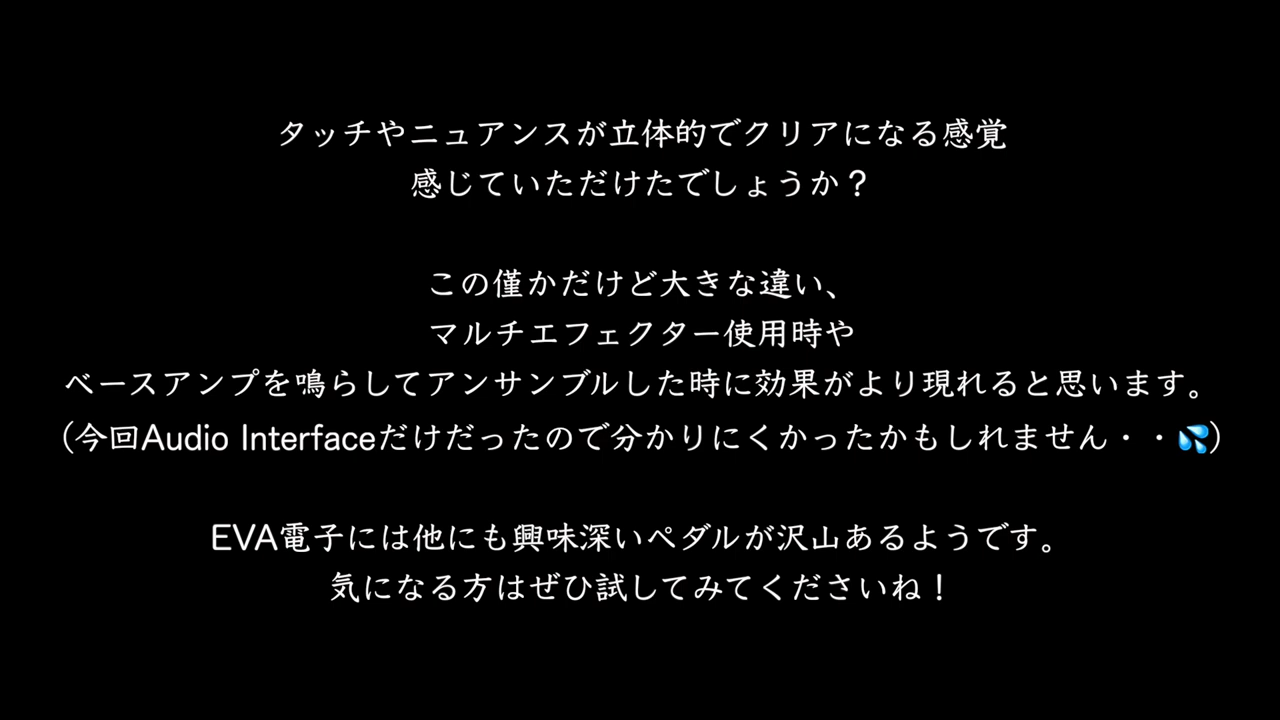 タッチやニュアンスが立体的でクリアになる感覚
感じていただけたでしょうか？
この僅かだけど大きな違い、
マルチエフェクター使用時や
ベースアンプを鳴らしてアンサンブルした時に効果がより現れると思います。
(今回Audio Interfaceだけだったので分かりにくかったかもしれません・・💦)
EVA電子には他にも興味深いペダルが沢山あるようです。
気になる方はぜひ試してみてくださいね！